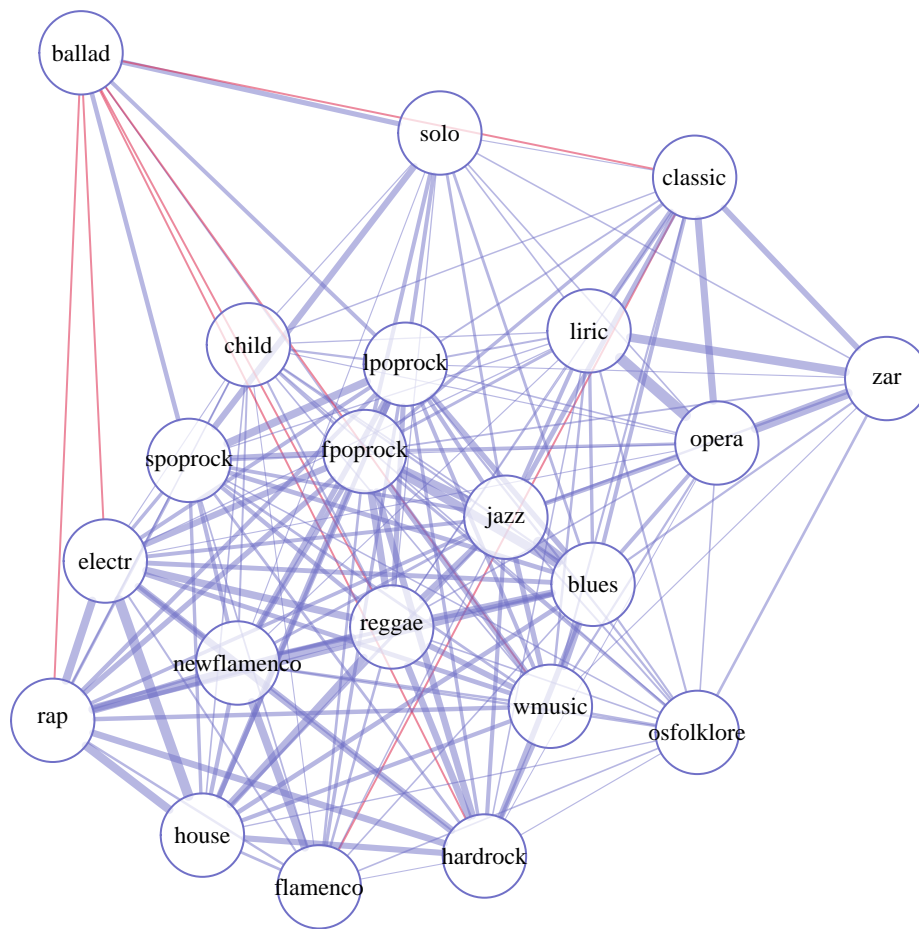 ballad
solo
classic
child
lpoprock
liric
zar
spoprock
fpoprock
opera
electr
jazz
blues
reggae
newflamenco
rap
wmusic
osfolklore
house
flamenco
hardrock